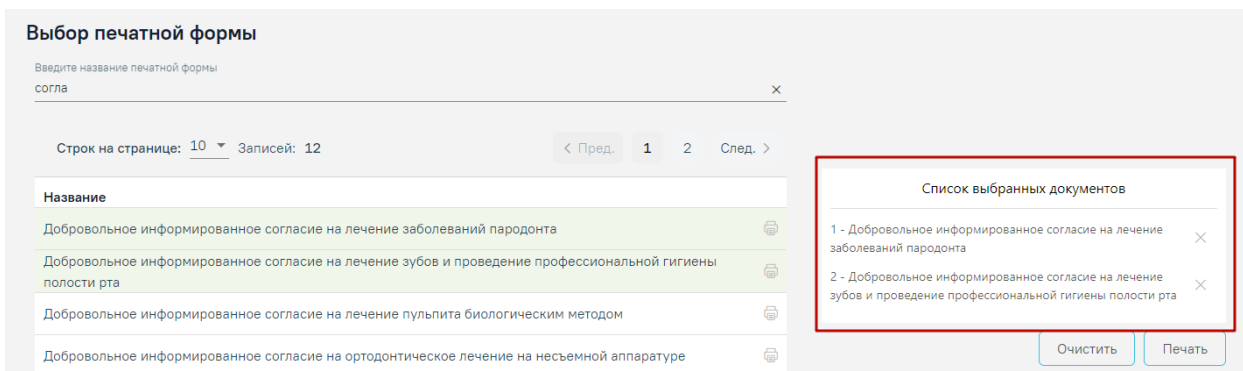 Выбор печатной формы
Введите название печатной формы
согла
Строк на странице: 10 Записей: 12
Пред. 1 2 След.
Название
Добровольное информированное согласие на лечение заболеваний пародонта
Добровольное информированное согласие на лечение зубов и проведение профессиональной гигиены
полости рта
Добровольное информированное согласие на лечение пульпита биологическим методом
Добровольное информированное согласие на ортодонтическое лечение на несъемной аппаратуре
Список выбранных документов
1 - Добровольное информированное согласие на лечение
заболеваний пародонта
2 - Добровольное информированное согласие на лечение
зубов и проведение профессиональной гигиены полости рта
Очистить
Печать